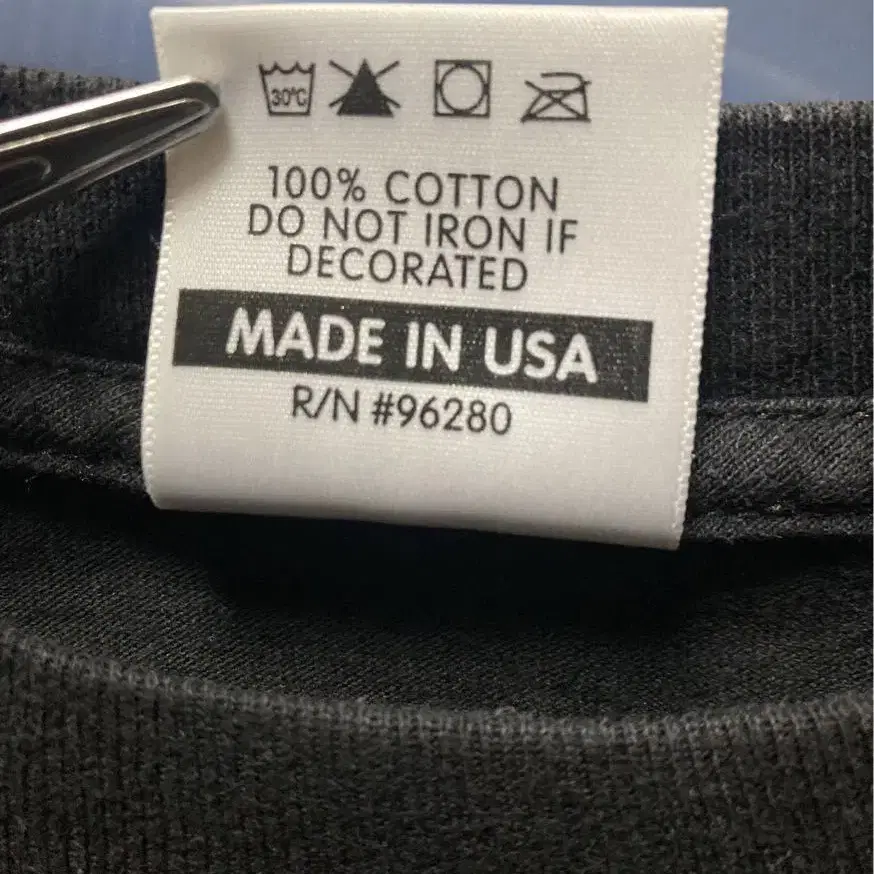 30°C
100% COTTON
DO NOT IRON IF
DECORATED
MADE IN USA
R/N #96280